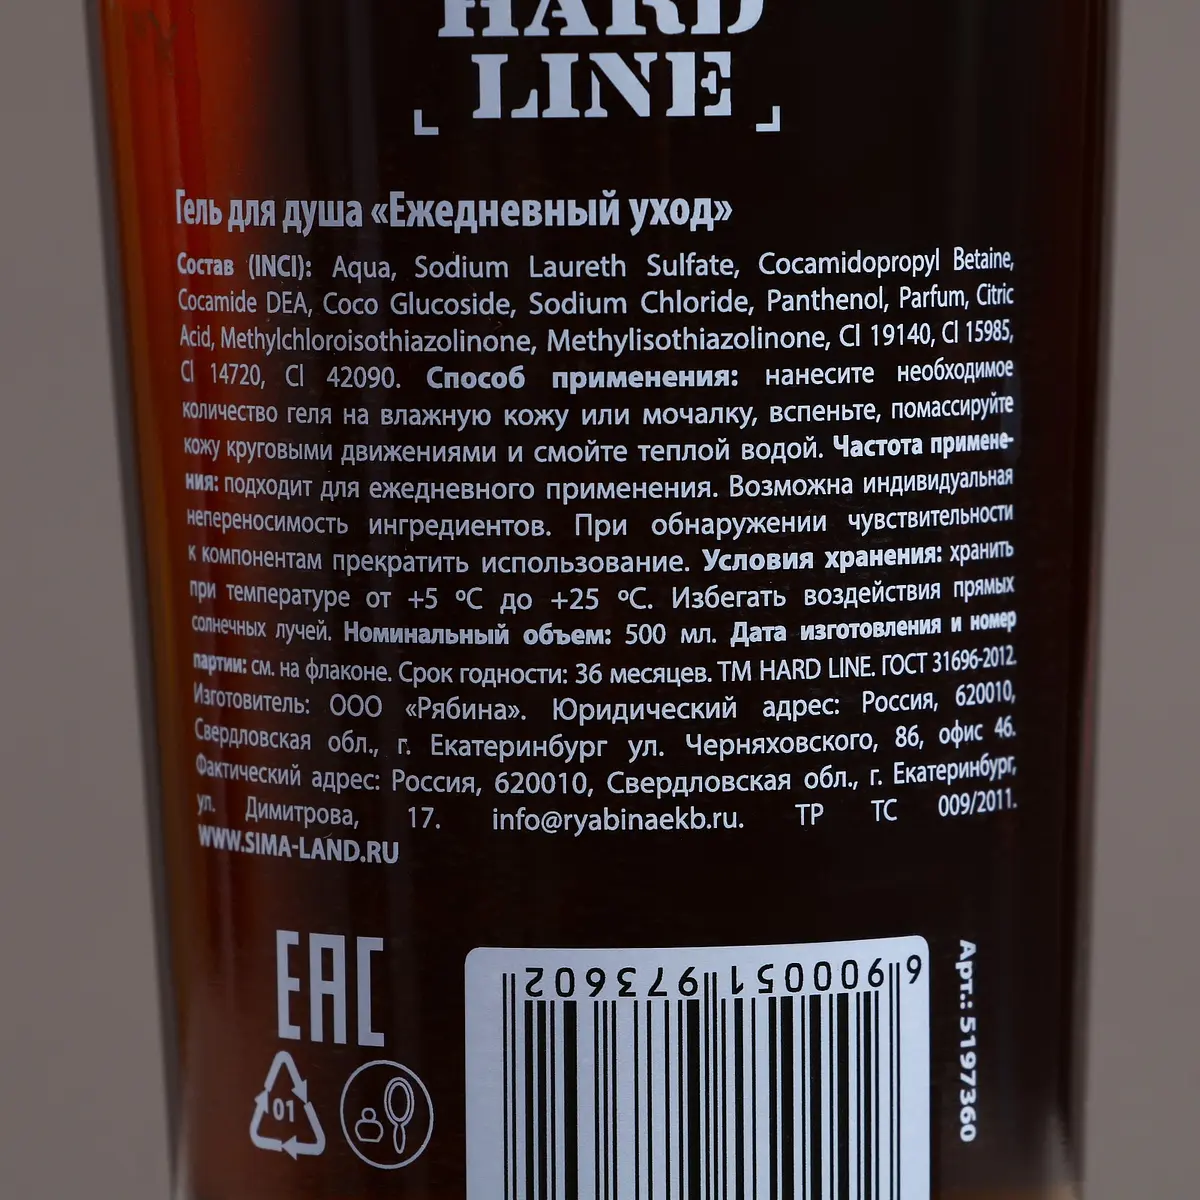 HARD
LINE
Гель для душа «Ежедневный уход»
Состав (INCI): Aqua, Sodium Laureth Sulfate, Cocamidopropyl Betaine,
Cocamide DEA, Coco Glucoside, Sodium Chloride, Panthenol, Parfum, Citric
Acid, Methylchloroisothiazolinone, Methylisothiazolinone, Cl 19140, Cl 15985,
Cl 14720, Cl 42090. Способ применения: нанесите необходимое
количество геля на влажную кожу или мочалку, вспеньте, помассируйте
кожу круговыми движениями и смойте теплой водой. Частота примене-
ния: подходит для ежедневного применения. Возможна индивидуальная
непереносимость ингредиентов. При обнаружении чувствительности
к компонентам прекратить использование. Условия хранения: хранить
при температуре от +5 ºC до +25 ºC. Избегать воздействия прямых
солнечных лучей. Номинальный объем: 500 мл. Дата изготовления и номер
партии: см. на флаконе. Срок годности: 36 месяцев. ТМ HARD LINE. ГОСТ 31696-2012.
Изготовитель: ООО «Рябина». Юридический адрес: Россия, 620010,
Свердловская обл., г. Екатеринбург ул. Черняховского, 86, офис 46.
Фактический адрес: Россия, 620010, Свердловская обл., г. Екатеринбург,
ул. Димитрова, 17. info@ryabinaekb.ru. ТР ТС 009/2011.
WWW.SIMA-LAND.RU
EAC
01
6 900051 973602
Арт.: 5197360